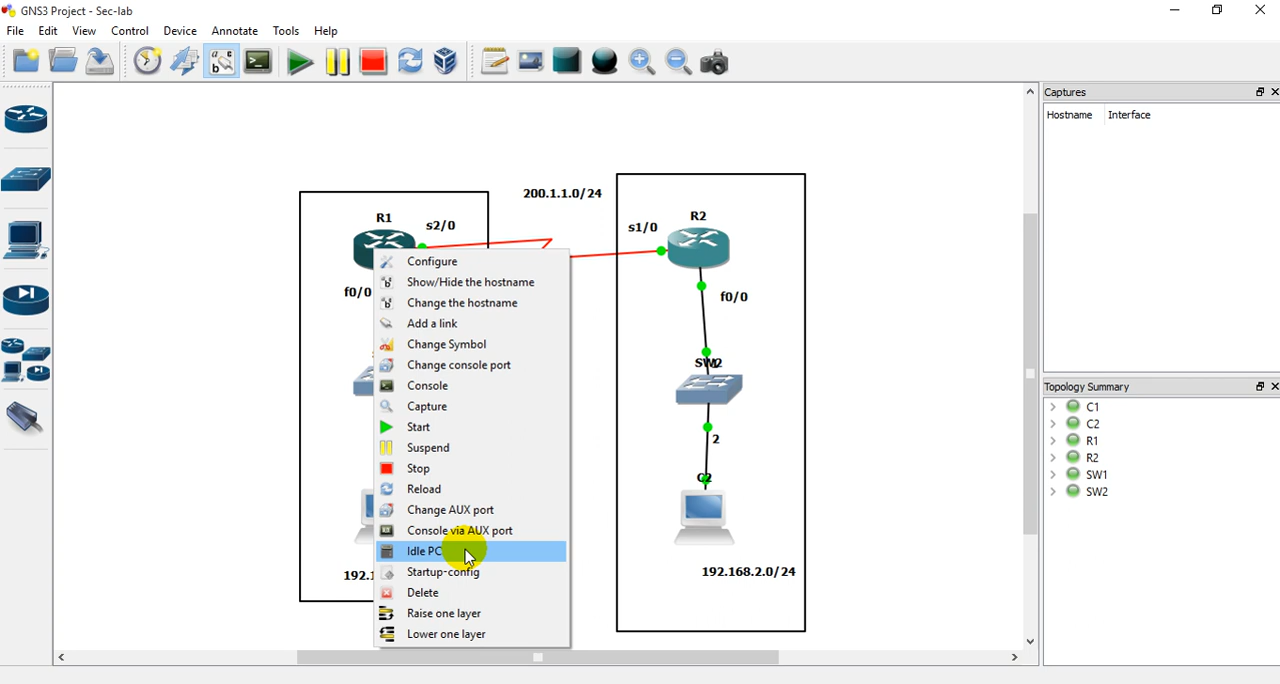 GNS3 Project - Sec-lab
File Edit View Control Device Annotate Tools Help
Captures
Hostname Interface
200.1.1.0/24
R1
s2/0
f0/0
R2
s1/0
f0/0
SW2
2
C2
192.168.2.0/24
192.1
Configure
Show/Hide the hostname
Change the hostname
Add a link
Change Symbol
Change console port
Console
Capture
Start
Suspend
Stop
Reload
Change AUX port
Console via AUX port
Idle PC
Startup-config
Delete
Raise one layer
Lower one layer
Topology Summary
C1
C2
R1
R2
SW1
SW2